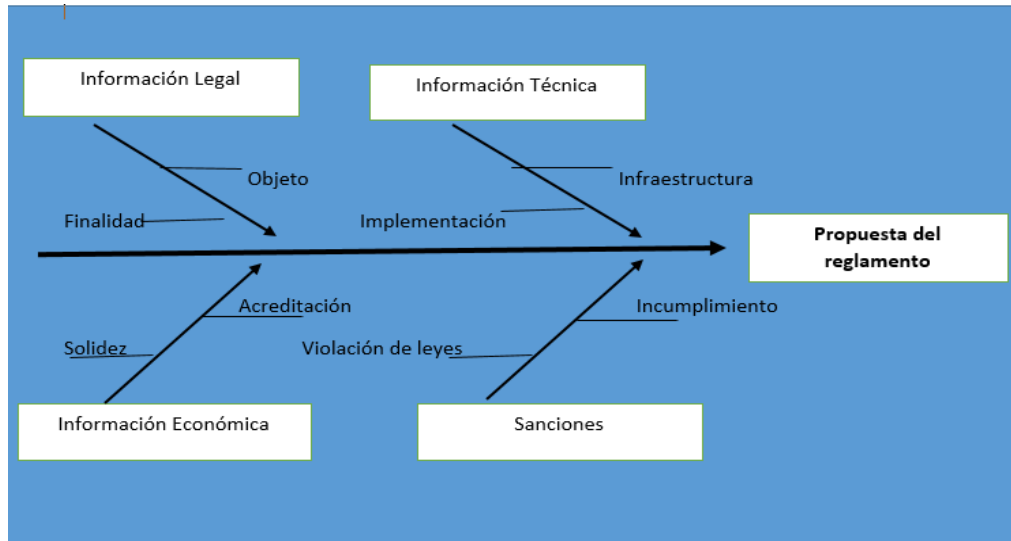 Información Legal
Información Técnica
Objeto
Infraestructura
Finalidad
Implementación
Propuesta del
reglamento
Acreditación
Incumplimiento
Solidez
Violación de leyes
Información Económica
Sanciones